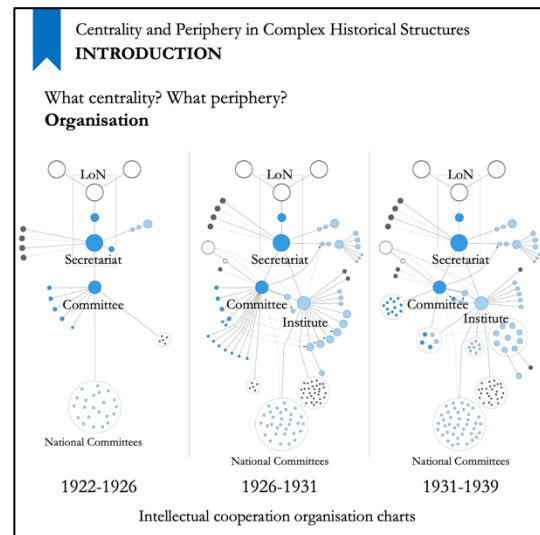 Centrality and Periphery in Complex Historical Structures
INTRODUCTION
What centrality? What periphery?
Organisation
LoN
Secretariat
Committee
National Committees
1922-1926
LoN
Secretariat
Committee
Institute
National Committees
1926-1931
LoN
Secretariat
Committee
Institute
National Committees
1931-1939
Intellectual cooperation organisation charts